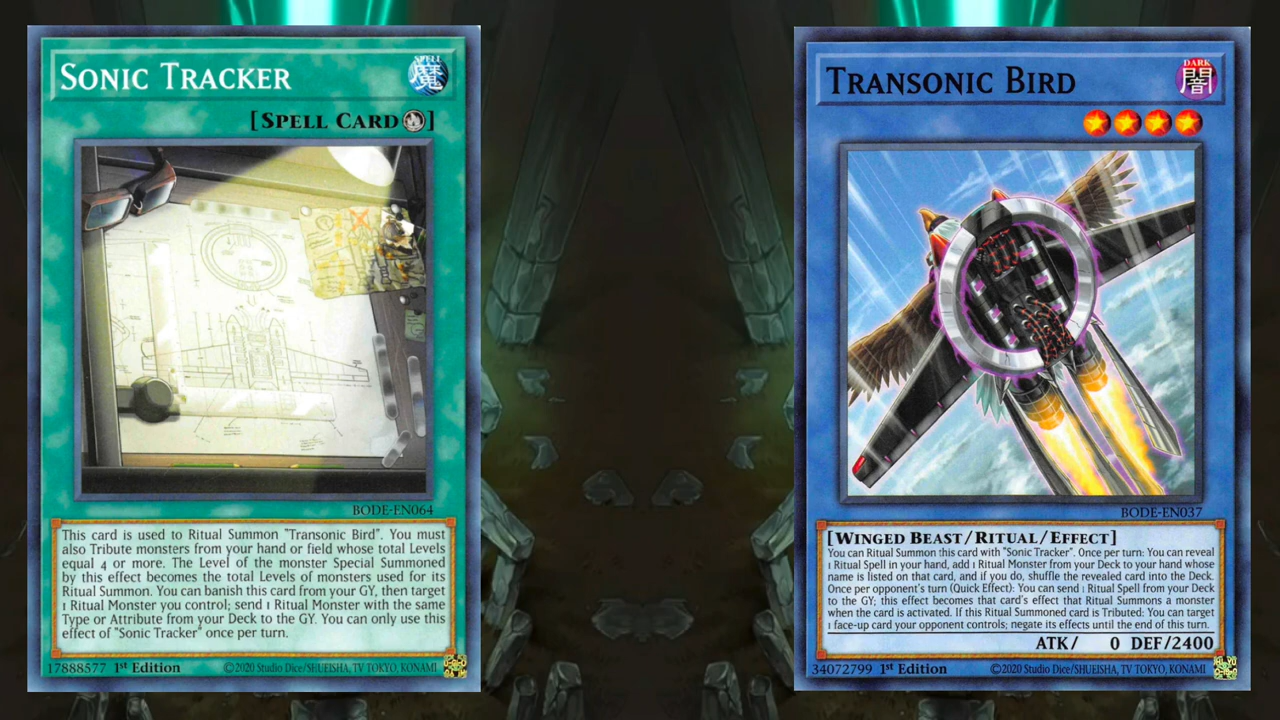 SONIC TRACKER
SPELL
魔
[SPELL CARD]
BODE-EN064
This card is used to Ritual Summon "Transonic Bird". You must
also Tribute monsters from your hand or field whose total Levels
equal 4 or more. The Level of the monster Special Summoned
by this effect becomes the total Levels of monsters used for its
Ritual Summon. You can banish this card from your GY, then target
1 Ritual Monster you control; send 1 Ritual Monster with the same
Type or Attribute from your Deck to the GY. You can only use this
effect of "Sonic Tracker" once per turn.
17888577 1st Edition ©2020 Studio Dice/SHUEISHA, TV TOKYO, KONAMI
TRANSONIC BIRD
DARK
闇
BODE-EN037
[WINGED BEAST/RITUAL/EFFECT]
You can Ritual Summon this card with "Sonic Tracker". Once per turn: You can reveal
1 Ritual Spell in your hand, add 1 Ritual Monster from your Deck to your hand whose
name is listed on that card, and if you do, shuffle the revealed card into the Deck.
Once per opponent's turn (Quick Effect): You can send 1 Ritual Spell from your Deck
to the GY; this effect becomes that card's effect that Ritual Summons a monster
when the card is activated. If this Ritual Summoned card is Tributed: You can target
1 face-up card your opponent controls; negate its effects until the end of this turn.
ATK/ 0 DEF/2400
34072799 1st Edition ©2020 Studio Dice/SHUEISHA, TV TOKYO, KONAMI